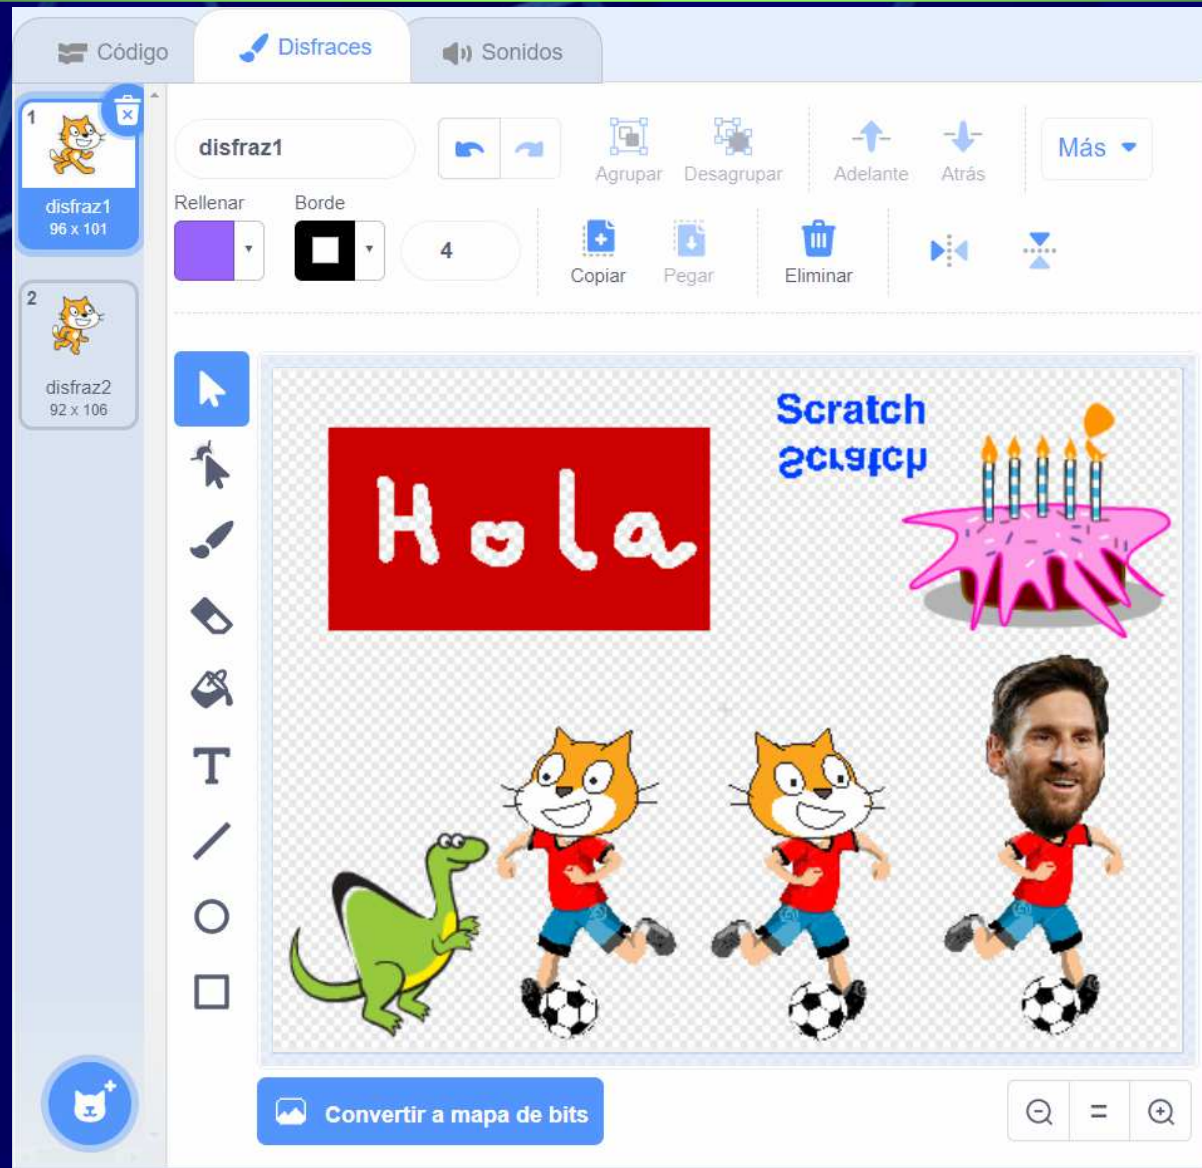 Código
Disfraces
Sonidos
1
disfraz1
96 x 101
2
disfraz2
92 x 106
disfraz1
Agrupar
Desagrupar
Adelante
Atrás
Más
Rellenar
Borde
4
Copiar
Pegar
Eliminar
T
Hola
Scratch
Scratch
Convertir a mapa de bits
=